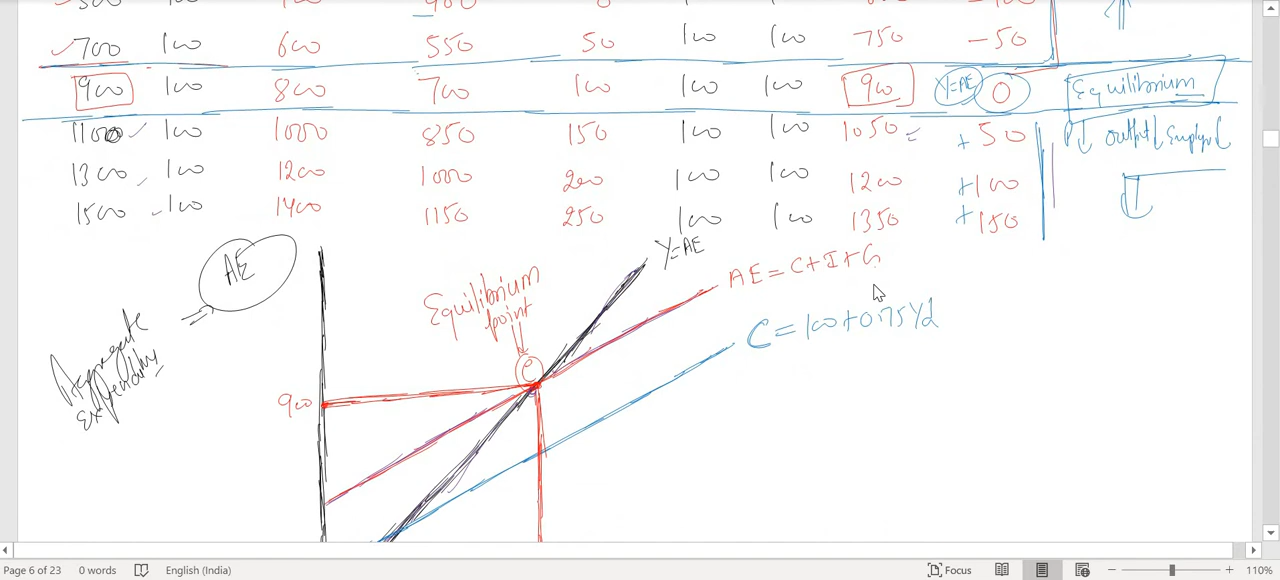 700 100 600 550 50 100 100 750 -50
900 100 800 700 100 100 100 900 Y=AE 0 Equilibrium
1100 100 1000 850 150 100 100 1050 = +50 ↓ output↓
1300 100 1200 1000 200 100 100 1200 +100
1500 100 1400 1150 250 100 100 1350 +150
AE
Y=AE
AE = C+I+G
Equilibrium
point
C = 100+0.75Yd
Aggregate
expenditure
e
900
Page 6 of 23 0 words English (India) Focus 110%